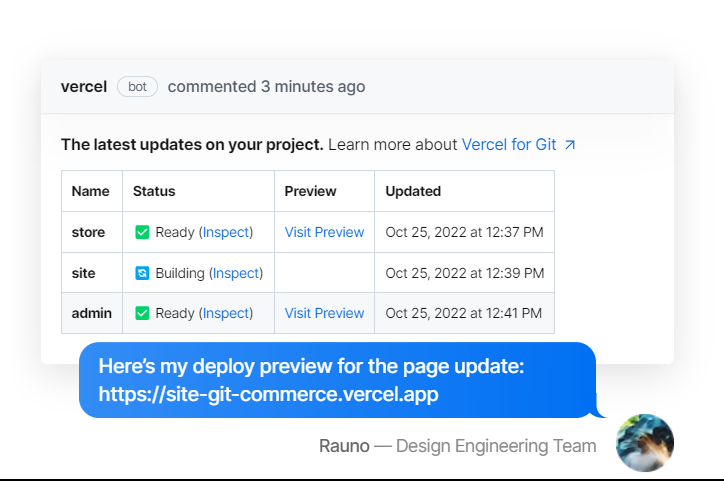 vercel bot commented 3 minutes ago
The latest updates on your project. Learn more about Vercel for Git ↗
Name Status Preview Updated
store ✅ Ready (Inspect) Visit Preview Oct 25, 2022 at 12:37 PM
site 🔄 Building (Inspect) Oct 25, 2022 at 12:39 PM
admin ✅ Ready (Inspect) Visit Preview Oct 25, 2022 at 12:41 PM
Here’s my deploy preview for the page update:
https://site-git-commerce.vercel.app
Rauno — Design Engineering Team